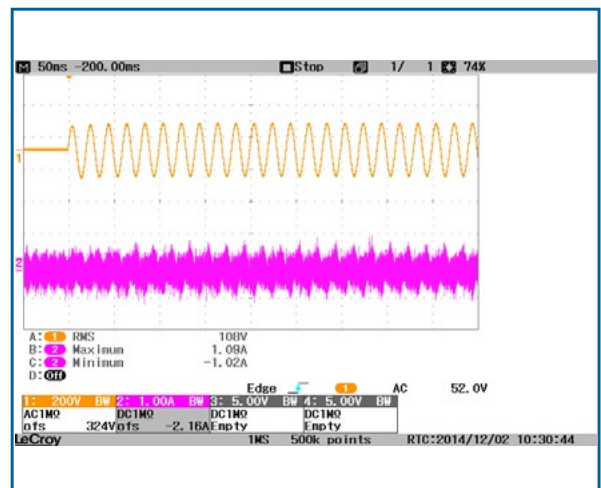 M 50ms -200.00ms Stop 1/ 1 74%
1
2
A: 1 RMS 108V
B: 2 Maximum 1.09A
C: 2 Minimum -1.02A
D: Off
Edge 1 AC 52.0V
1: 200V BW 2: 1.00A BW 3: 5.00V BW 4: 5.00V BW
AC1MΩ DC1MΩ DC1MΩ DC1MΩ
ofs 324V ofs -2.16A Empty Empty
LeCroy 1MS 500k points RTC:2014/12/02 10:30:44